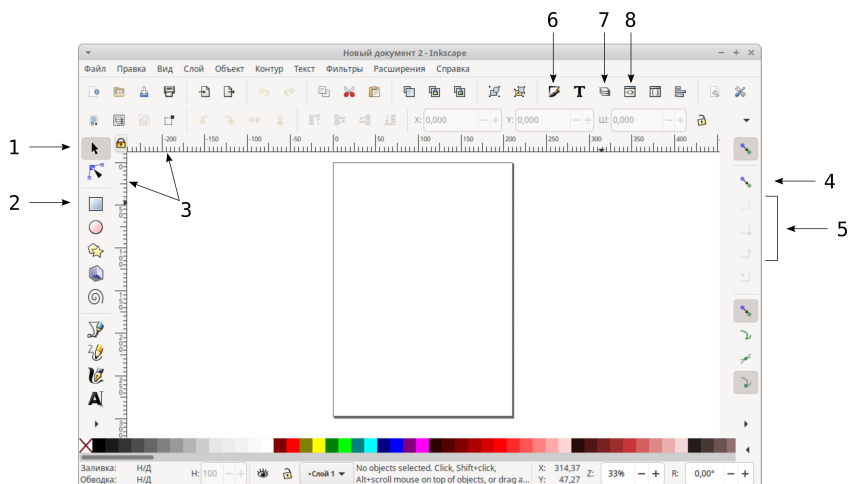 6 7 8
Новый документ 2 - Inkscape
Файл Правка Вид Слой Объект Контур Текст Фильтры Расширения Справка
X: 0,000 Y: 0,000 Ш: 0,000
1
-200 -150 -100 -50 0 50 100 150 200 250 300 350 400
4
2
3
5
Заливка: Н/Д
Обводка: Н/Д
Н: 100
•Слой 1
No objects selected. Click, Shift+click,
Alt+scroll mouse on top of objects, or drag a...
X: 314,37
Y: 47,27
Z: 33%
R: 0,00°